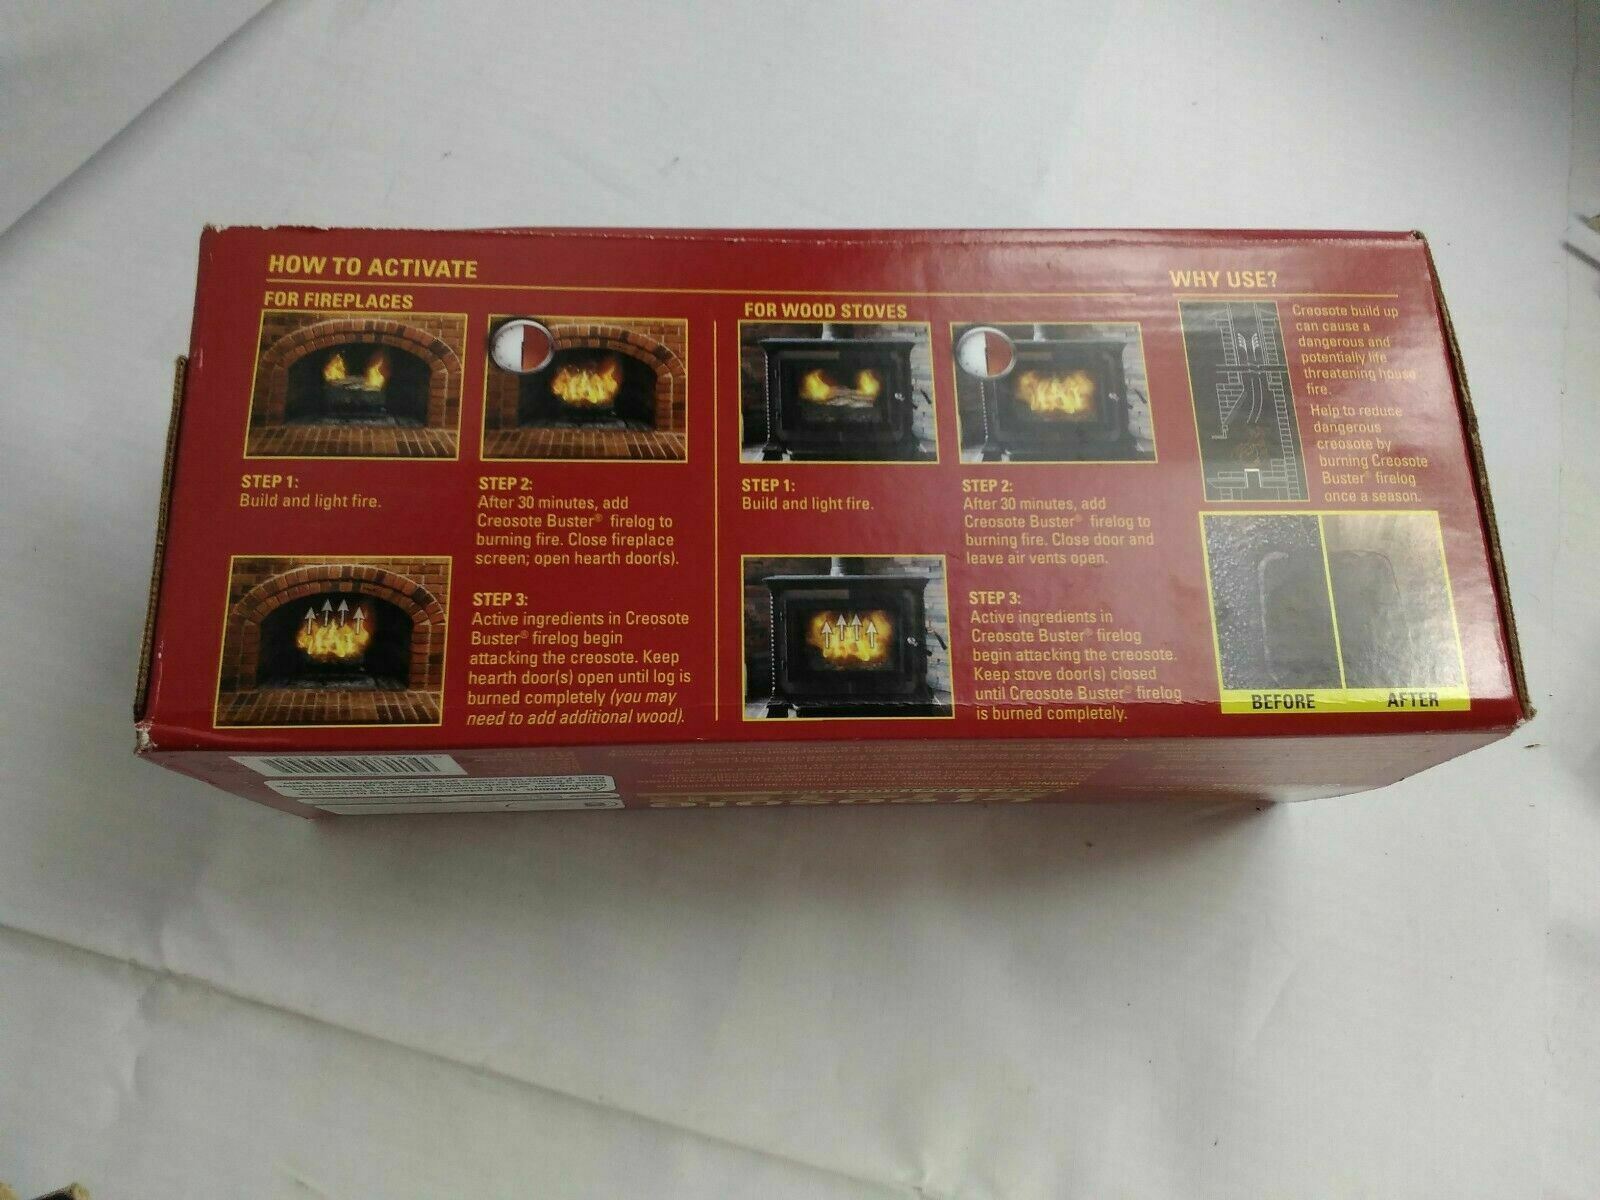 HOW TO ACTIVATE
FOR FIREPLACES
STEP 1:
Build and light fire.
STEP 2:
After 30 minutes, add
Creosote Buster® firelog to
burning fire. Close fireplace
screen; open hearth door(s).
STEP 3:
Active ingredients in Creosote
Buster® firelog begin
attacking the creosote. Keep
hearth door(s) open until log is
burned completely (you may
need to add additional wood).
FOR WOOD STOVES
STEP 1:
Build and light fire.
STEP 2:
After 30 minutes, add
Creosote Buster® firelog to
burning fire. Close door and
leave air vents open.
STEP 3:
Active ingredients in
Creosote Buster® firelog
begin attacking the creosote.
Keep stove door(s) closed
until Creosote Buster® firelog
is burned completely.
WHY USE?
Creosote build up
can cause a
dangerous and
potentially life
threatening house
fire.
Help to reduce
dangerous
creosote by
burning Creosote
Buster® firelog
once a season.
BEFORE
AFTER
WARNING: